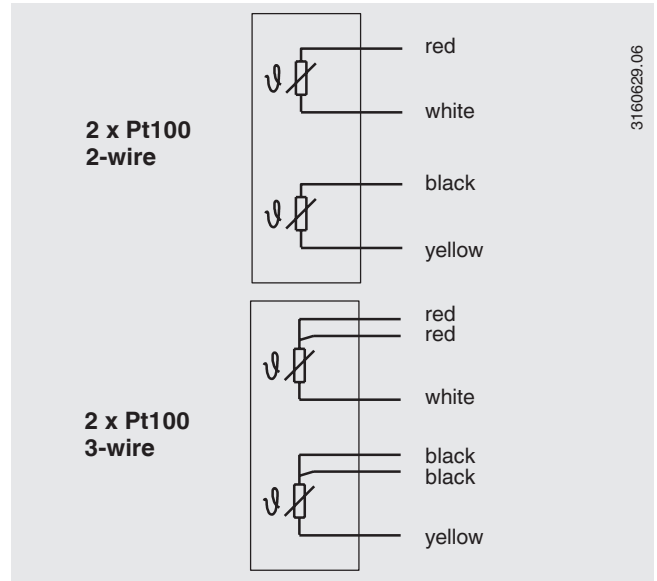 2 x Pt100
2-wire
ϑ
red
white
ϑ
black
yellow
2 x Pt100
3-wire
ϑ
red
red
white
ϑ
black
black
yellow
3160629.06